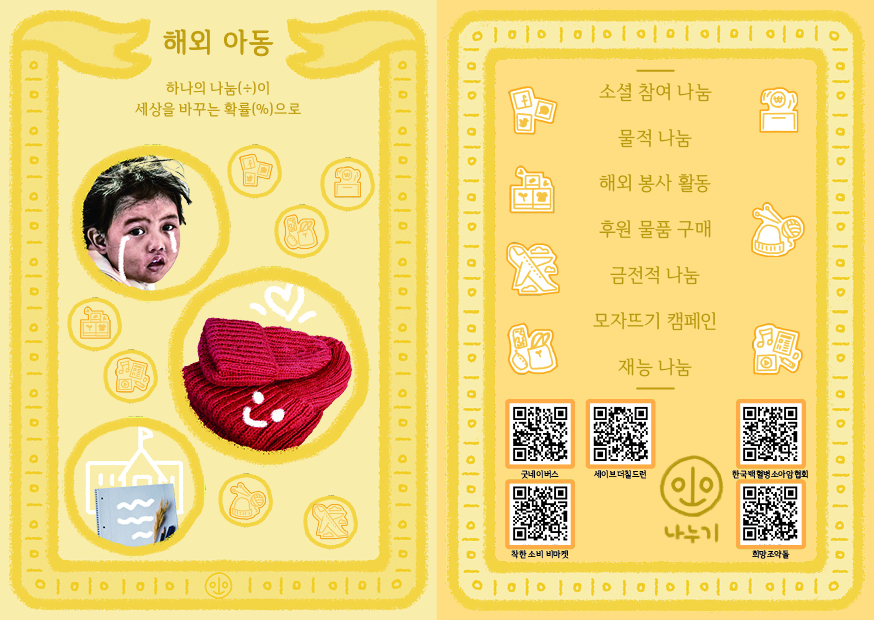 해외 아동
하나의 나눔(÷)이
세상을 바꾸는 확률(%)으로
소셜 참여 나눔
물적 나눔
해외 봉사 활동
후원 물품 구매
금전적 나눔
모자뜨기 캠페인
재능 나눔
굿네이버스
세이브더칠드런
한국백혈병소아암협회
착한 소비 비마켓
희망조약돌
나누기